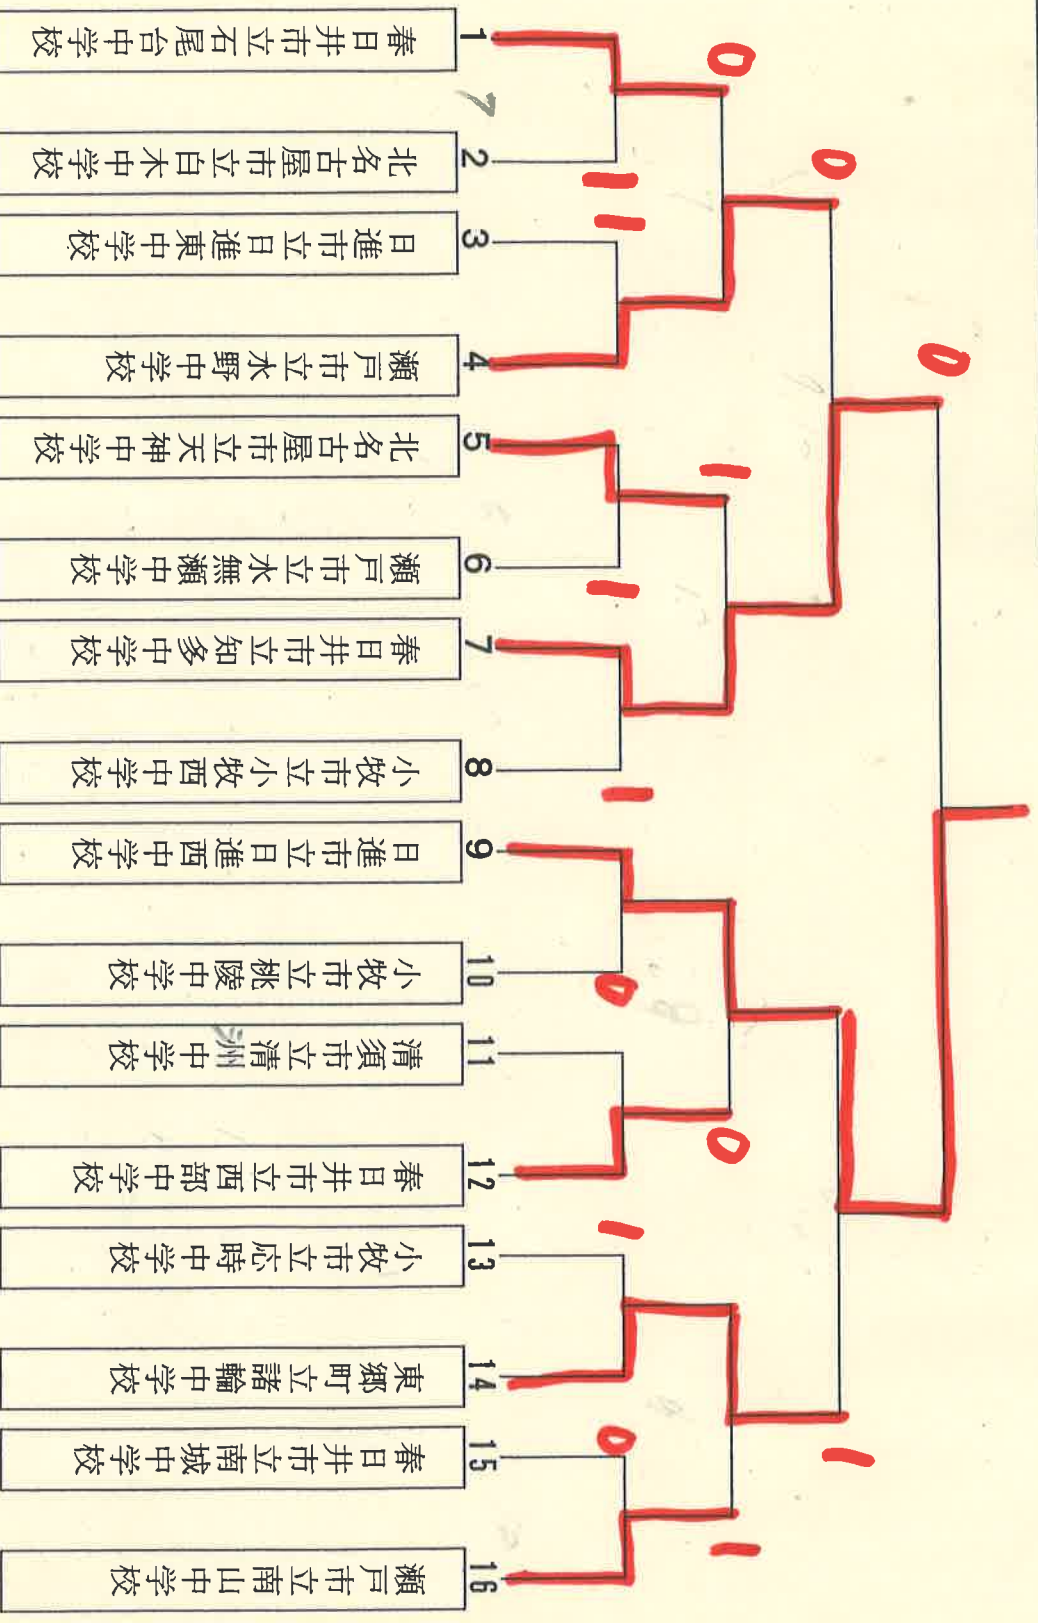 1 春日井市立石尾台中学校
7
2 北名古屋市立白木中学校
3 日進市立日進東中学校
4 瀬戸市立水野中学校
5 北名古屋市立天神中学校
6 瀬戸市立水無瀬中学校
7 春日井市立知多中学校
8 小牧市立小牧西中学校
9 日進市立日進西中学校
10 小牧市立桃陵中学校
11 清須市立清洲中学校
12 春日井市立西部中学校
13 小牧市立応時中学校
14 東郷町立諸輪中学校
15 春日井市立南城中学校
16 瀬戸市立南山中学校
1
1
1
1
0
1
0
0
1
0
1
0
1
0